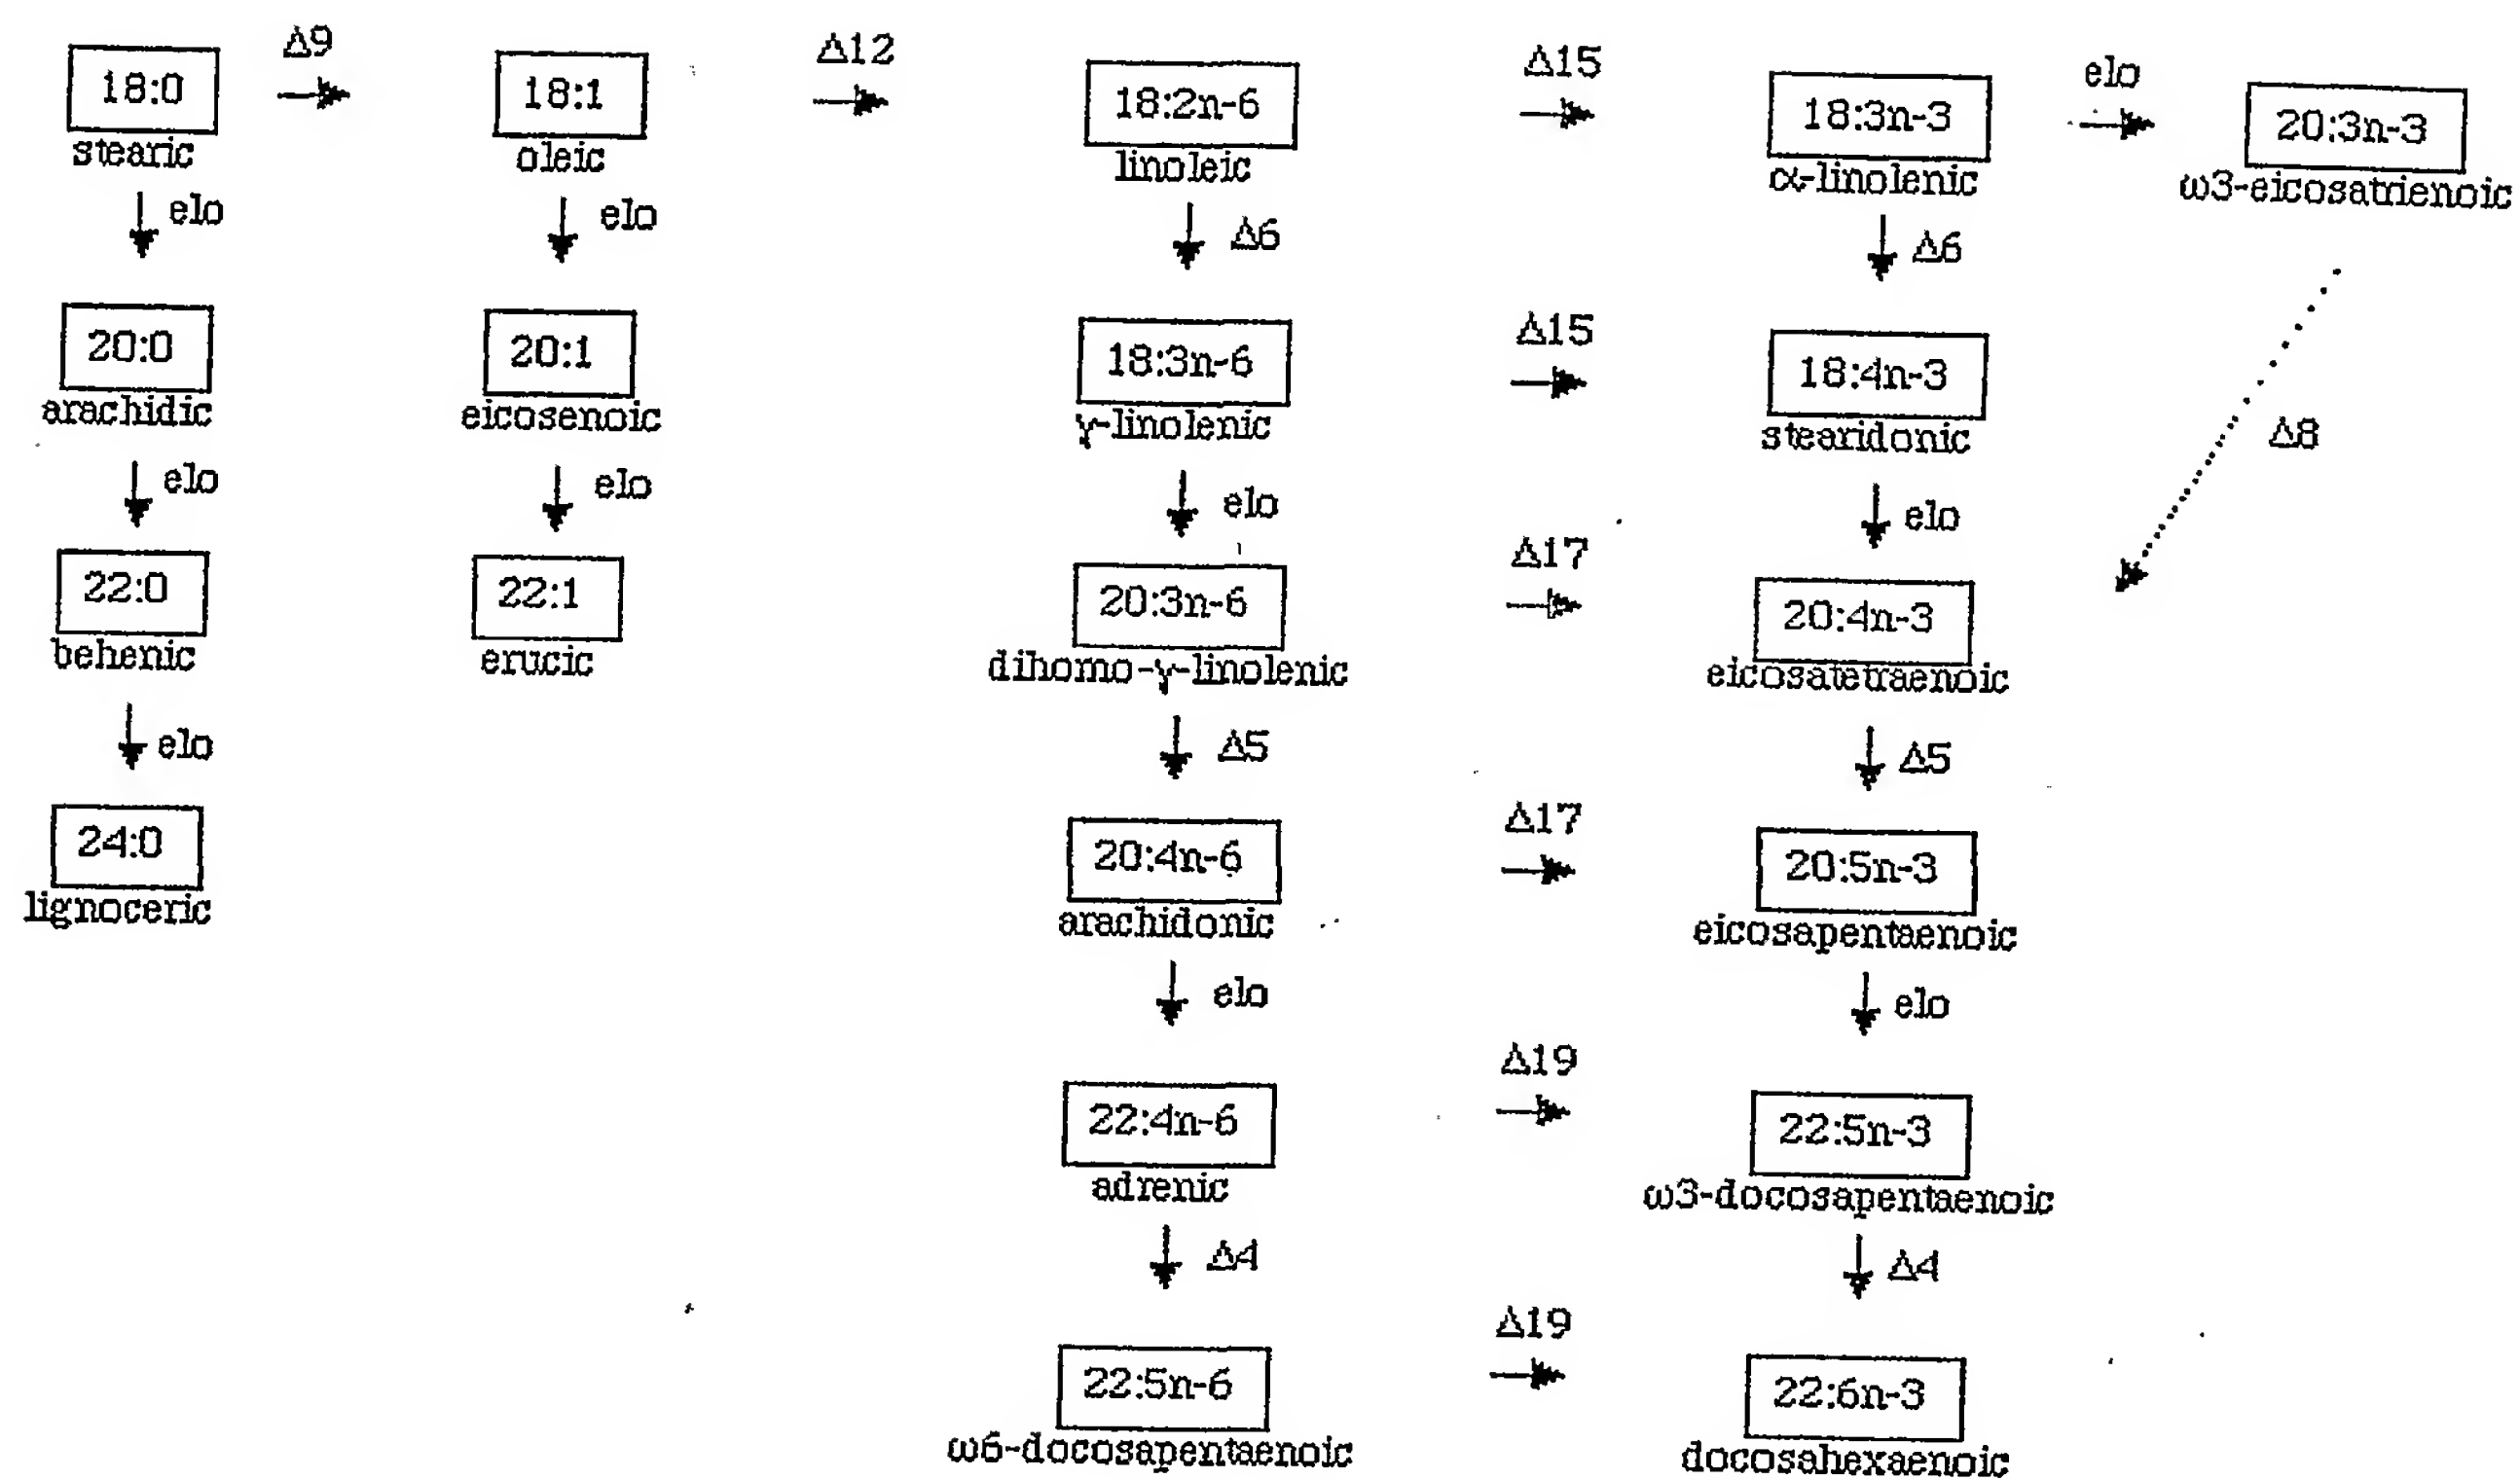 Δ9
Δ12
Δ15
elo
18:0
18:1
18:2n-6
18:3n-3
20:3n-3
stearic
oleic
linoleic
α-linolenic
ω3-eicosatrienoic
elo
elo
Δ6
Δ6
20:0
20:1
18:3n-6
Δ15
18:4n-3
arachidic
eicosenoic
γ-linolenic
stearidonic
Δ8
elo
elo
elo
elo
22:0
22:1
20:3n-6
Δ17
20:4n-3
behenic
erucic
dihomo-γ-linolenic
eicosatetraenoic
elo
Δ5
Δ5
24:0
20:4n-6
Δ17
20:5n-3
lignoceric
arachidonic
eicosapentaenoic
elo
elo
22:4n-6
Δ19
22:5n-3
adrenic
ω3-docosapentaenoic
Δ4
Δ4
22:5n-6
Δ19
22:6n-3
ω6-docosapentaenoic
docosahexaenoic